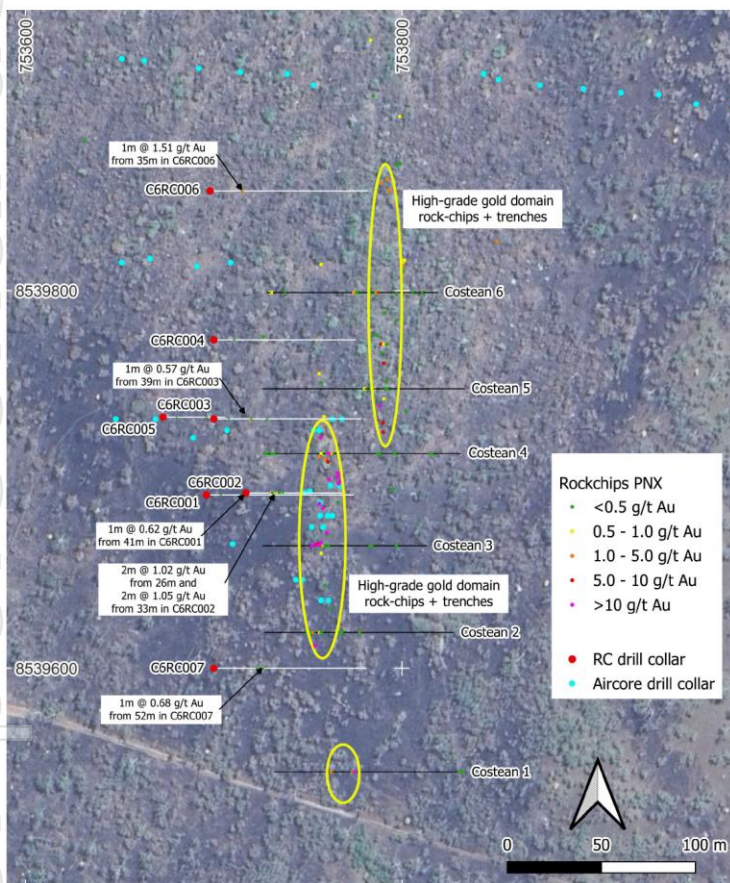 753600
753800
1m @ 1.51 g/t Au
from 35m in C6RC006
C6RC006
High-grade gold domain
rock-chips + trenches
8539800
Costean 6
C6RC004
1m @ 0.57 g/t Au
from 39m in C6RC003
Costean 5
C6RC003
C6RC005
Costean 4
C6RC002
C6RC001
1m @ 0.62 g/t Au
from 41m in C6RC001
Costean 3
2m @ 1.02 g/t Au
from 26m and
2m @ 1.05 g/t Au
from 33m in C6RC002
High-grade gold domain
rock-chips + trenches
Costean 2
8539600
C6RC007
1m @ 0.68 g/t Au
from 52m in C6RC007
Costean 1
Rockchips PNX
<0.5 g/t Au
0.5 - 1.0 g/t Au
1.0 - 5.0 g/t Au
5.0 - 10 g/t Au
>10 g/t Au
RC drill collar
Aircore drill collar
0 50 100 m